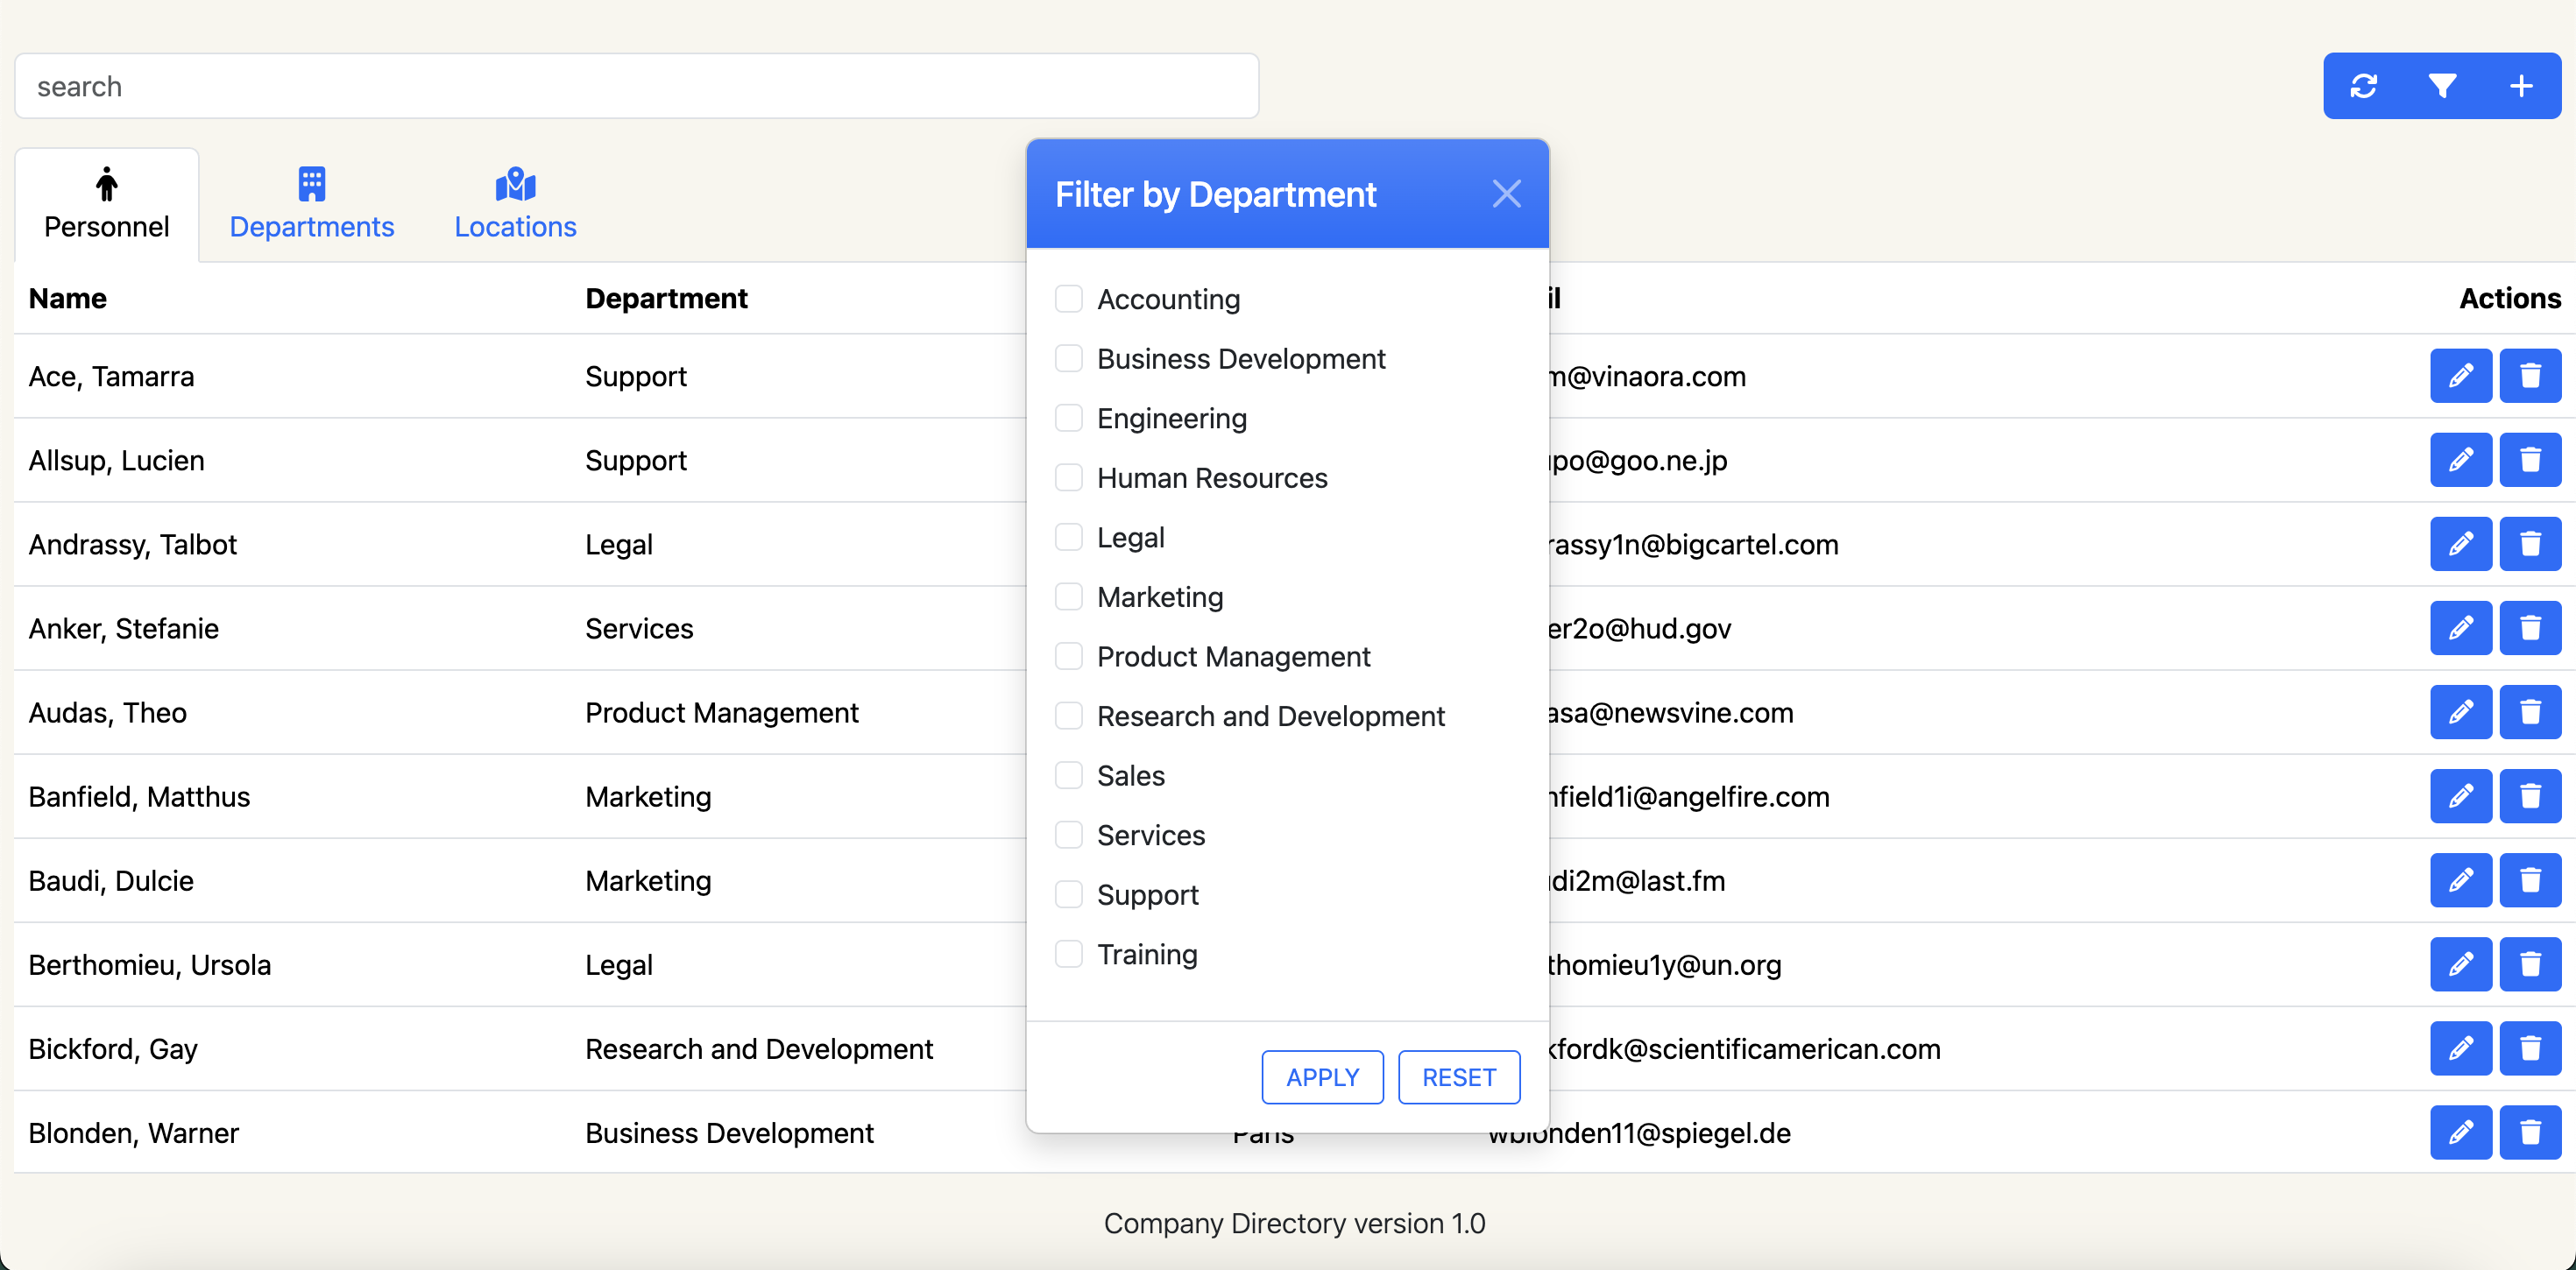 search
Personnel
Departments
Locations
Filter by Department
Name Department Actions
Accounting
Business Development
Engineering
Human Resources
Legal
Marketing
Product Management
Research and Development
Sales
Services
Support
Training
APPLY RESET
Ace, Tamarra Support m@vinaora.com
Allsup, Lucien Support po@goo.ne.jp
Andrassy, Talbot Legal rassy1n@bigcartel.com
Anker, Stefanie Services er2o@hud.gov
Audas, Theo Product Management asa@newsvine.com
Banfield, Matthus Marketing nfield1i@angelfire.com
Baudi, Dulcie Marketing di2m@last.fm
Berthomieu, Ursola Legal thomieu1y@un.org
Bickford, Gay Research and Development kfordk@scientificamerican.com
Blonden, Warner Business Development Paris wblonden11@spiegel.de
Company Directory version 1.0